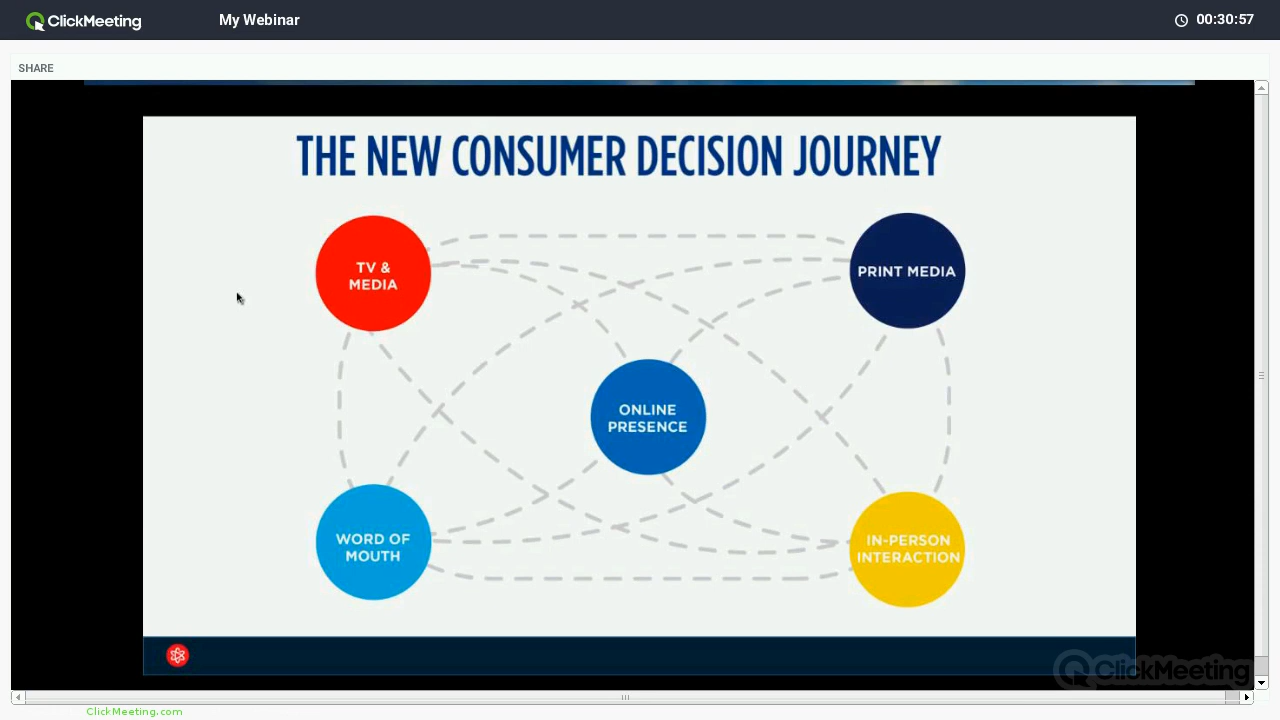 ClickMeeting
My Webinar
00:30:57
SHARE
THE NEW CONSUMER DECISION JOURNEY
TV &
MEDIA
PRINT MEDIA
ONLINE
PRESENCE
WORD OF
MOUTH
IN-PERSON
INTERACTION
ClickMeeting
ClickMeeting.com